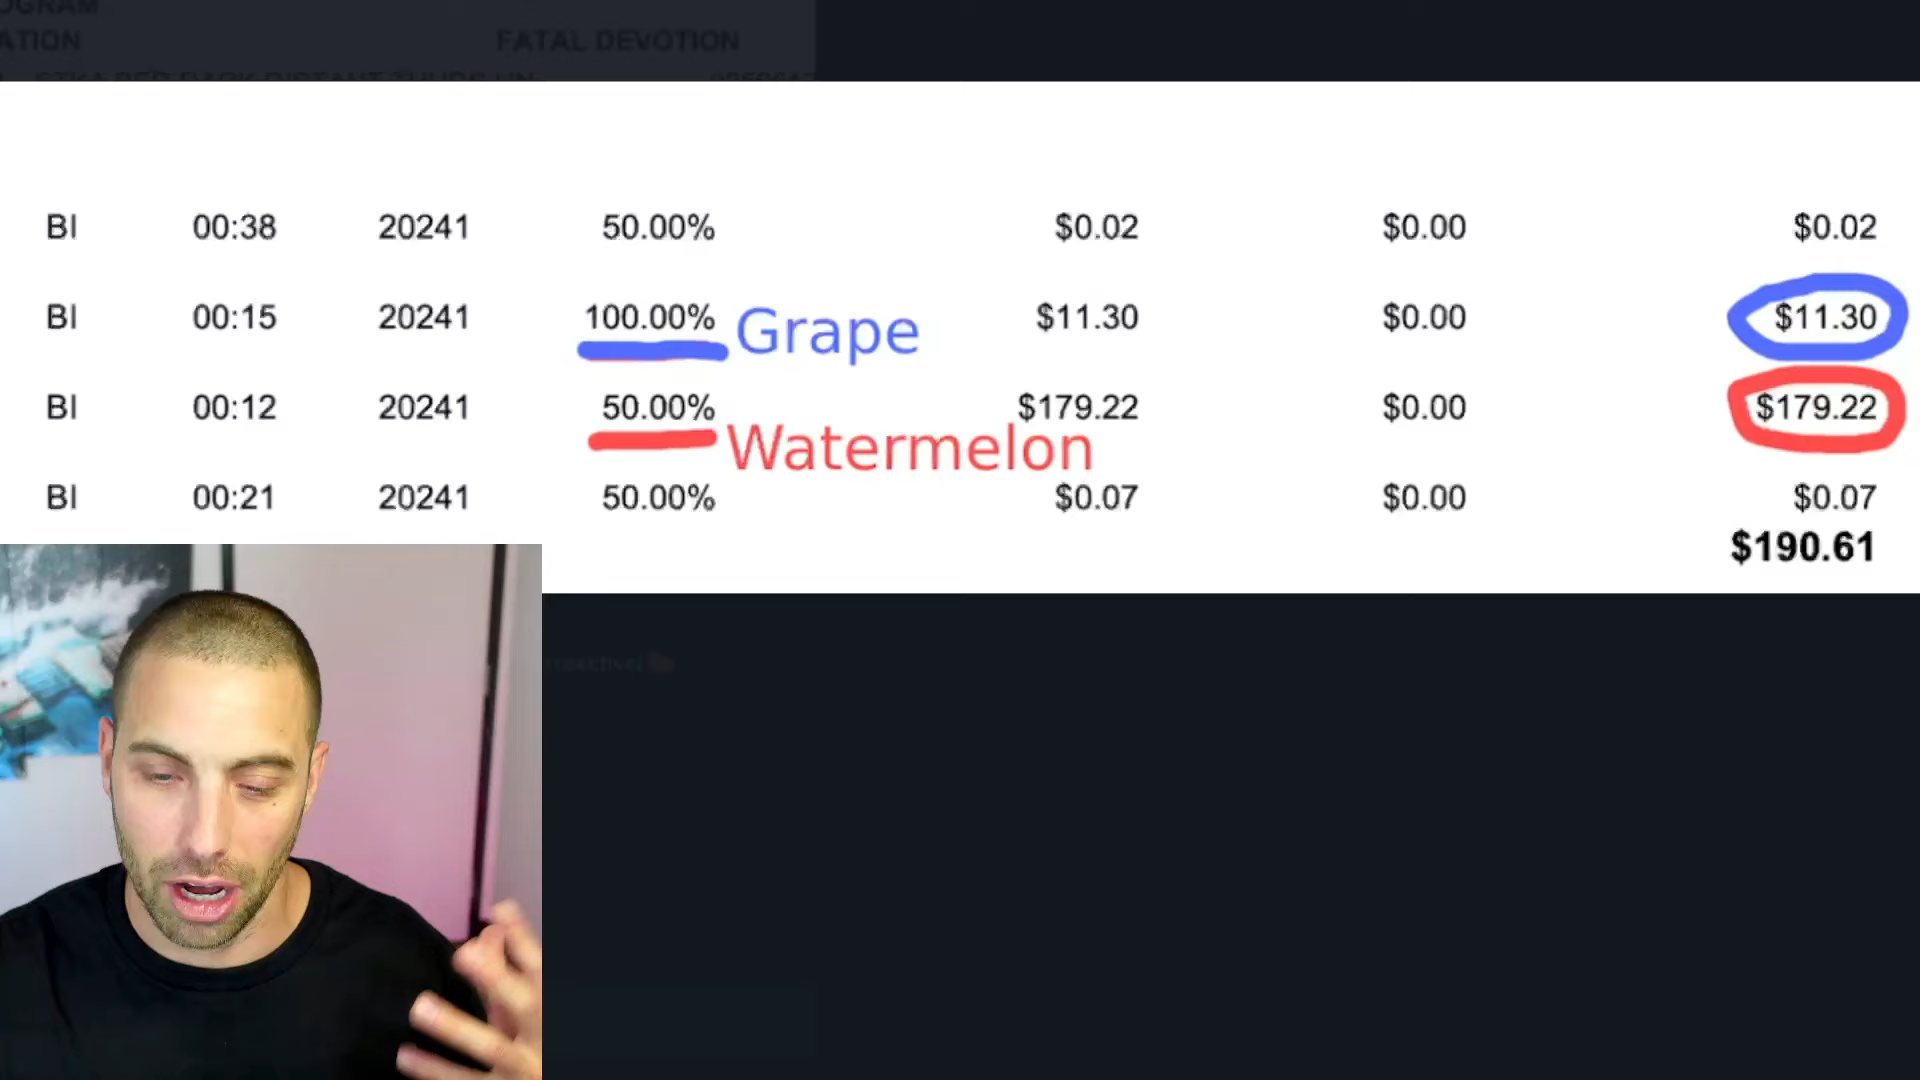 OGRAM
ATION FATAL DEVOTION
BI 00:38 20241 50.00% $0.02 $0.00 $0.02
BI 00:15 20241 100.00% Grape $11.30 $0.00 $11.30
BI 00:12 20241 50.00% $179.22 $0.00 $179.22
Watermelon
BI 00:21 20241 50.00% $0.07 $0.00 $0.07
$190.61